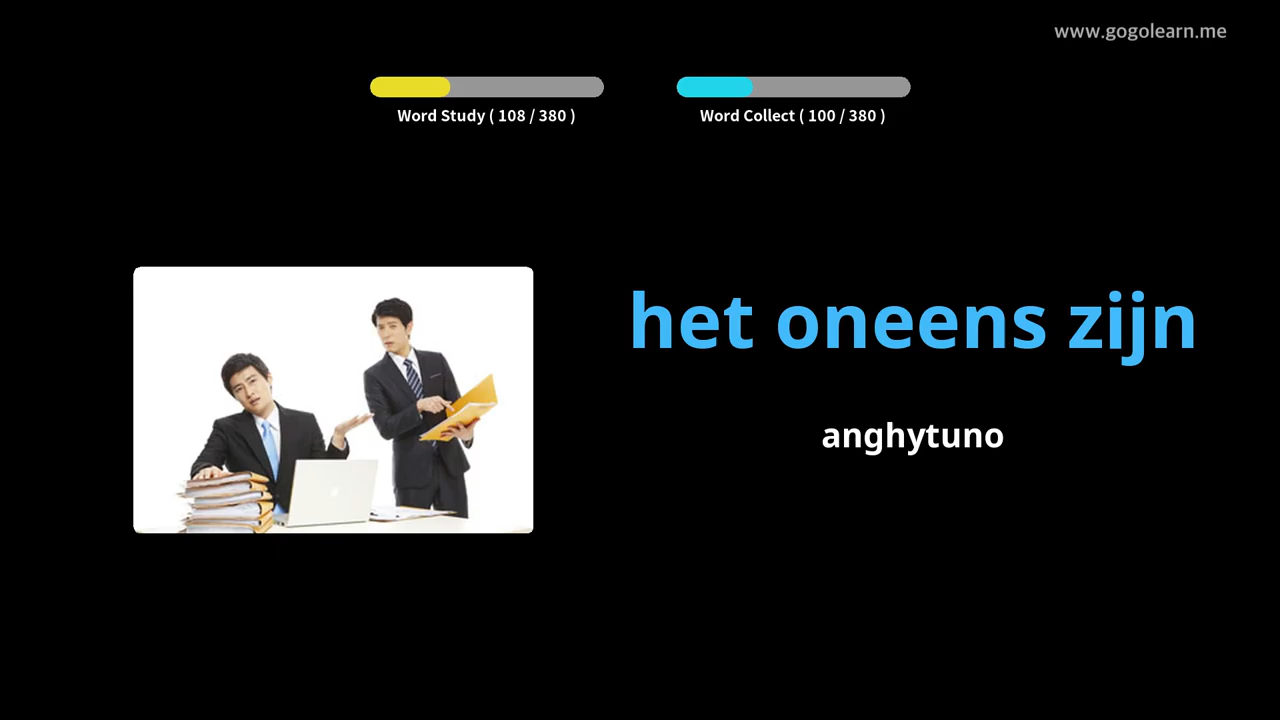 www.gogolearn.me
Word Study ( 108 / 380 )
Word Collect ( 100 / 380 )
het oneens zijn
anghytuno